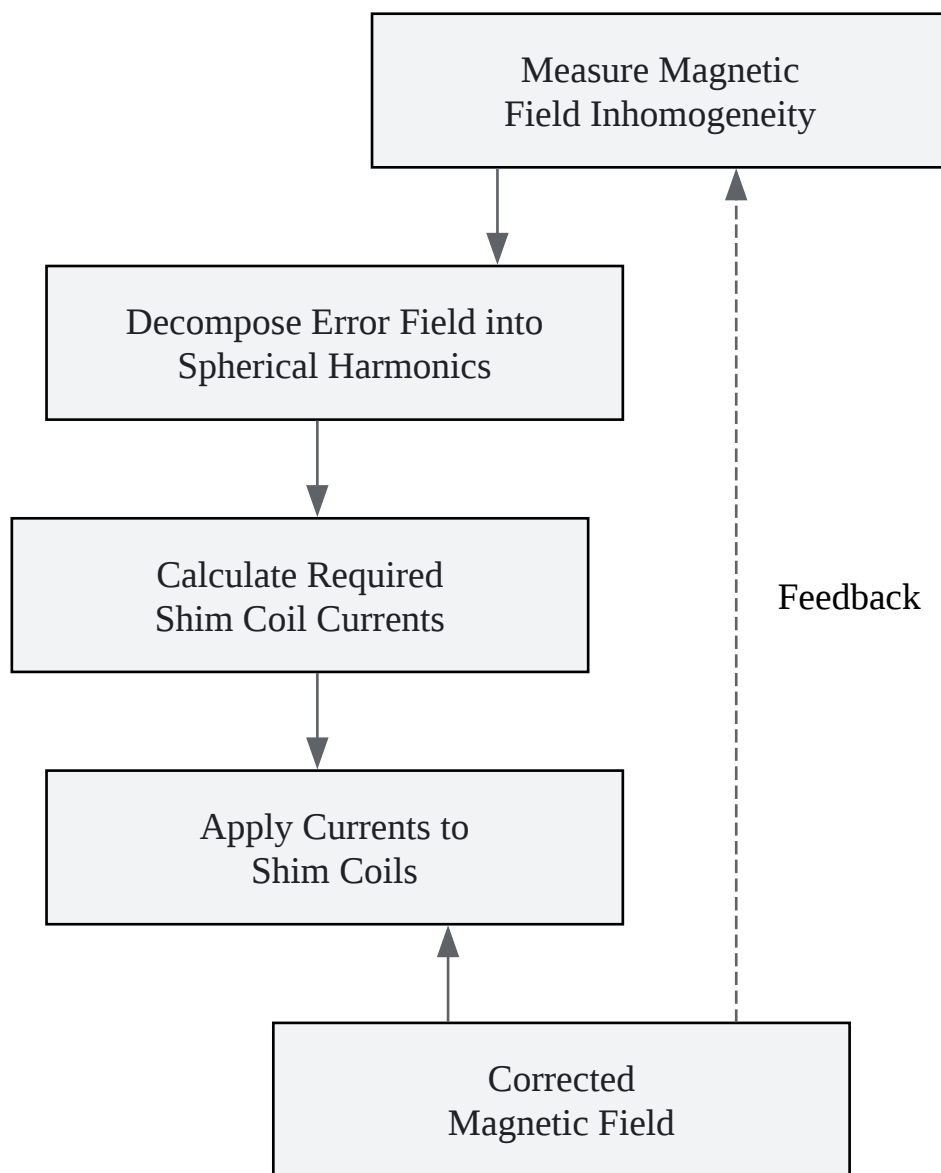 Measure Magnetic
Field Inhomogeneity
Decompose Error Field into
Spherical Harmonics
Calculate Required
Shim Coil Currents
Feedback
Apply Currents to
Shim Coils
Corrected
Magnetic Field